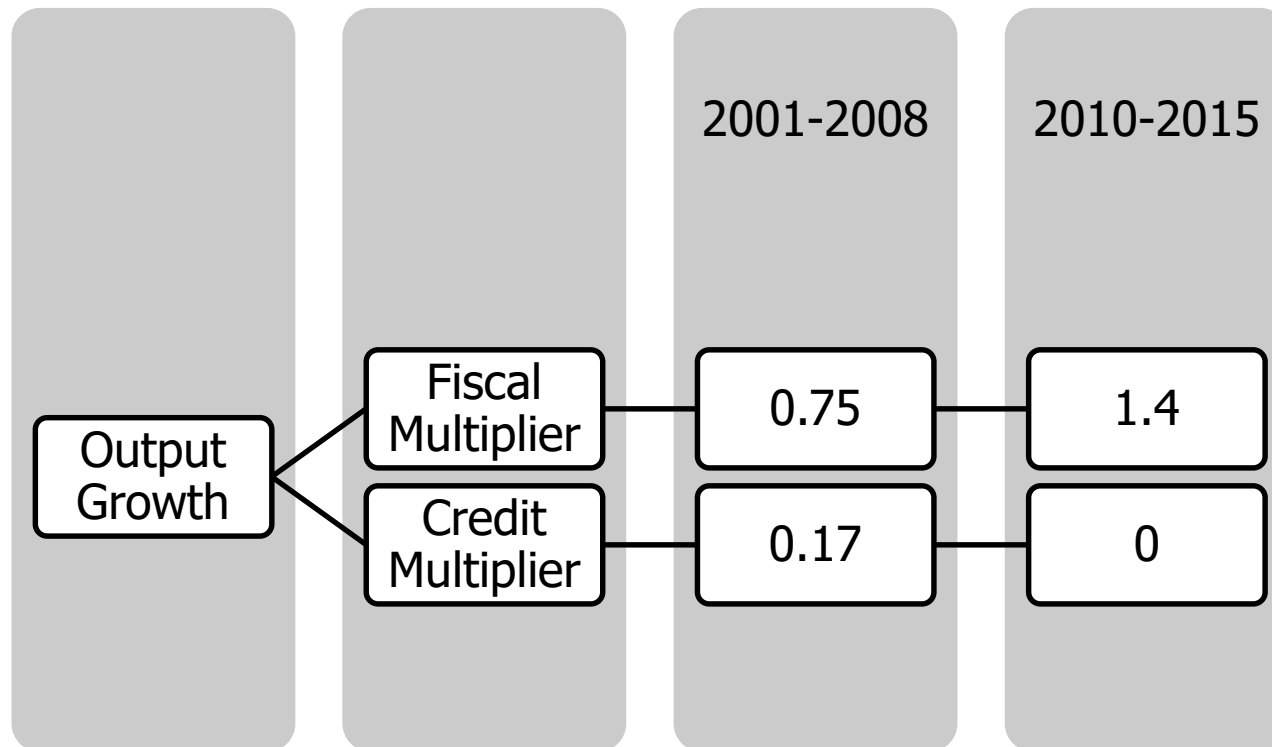 2001-2008
2010-2015
Output
Growth
Fiscal
Multiplier
0.75
1.4
Credit
Multiplier
0.17
0